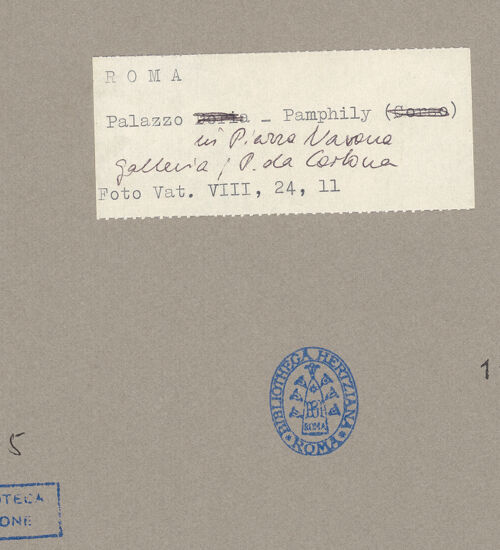 ROMA
Palazzo Doria - Pamphily (Corso)
in Piazza Navona
galleria / P. da Cortona
Foto Vat. VIII, 24, 11
BIBLIOTHECA HERTZIANA
ROMA
ROMA
1
5
OTECA
ONE